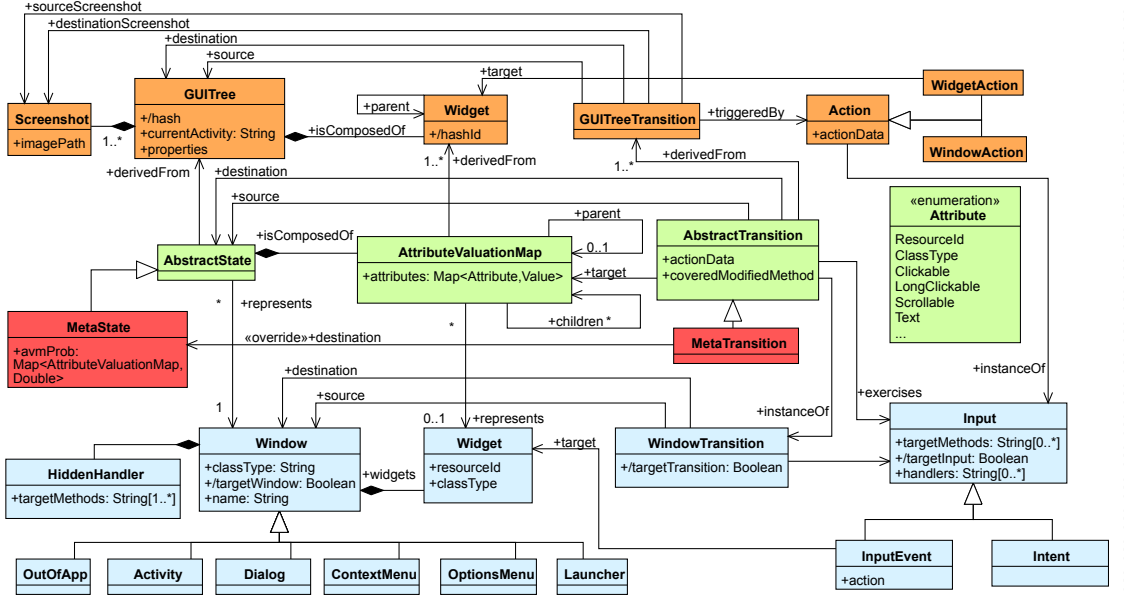 +sourceScreenshot
+destinationScreenshot
+destination
+source
+target
GUITree
+/hash
+currentActivity: String
+properties
Screenshot
+imagePath
1..*
+isComposedOf
+parent
Widget
+/hashId
GUITreeTransition
+triggeredBy
Action
+actionData
WidgetAction
WindowAction
+derivedFrom
1..*
+derivedFrom
1..*
+derivedFrom
+destination
+source
«enumeration»
Attribute
ResourceId
ClassType
Clickable
LongClickable
Scrollable
Text
...
AbstractState
+isComposedOf
AttributeValuationMap
+attributes: Map<Attribute,Value>
+parent
0..1
+target
+children *
AbstractTransition
+actionData
+coveredModifiedMethod
MetaState
+avmProb:
Map<AttributeValuationMap,
Double>
*
+represents
1
«override»+destination
MetaTransition
*
0..1
+represents
+destination
+source
+instanceOf
+exercises
+instanceOf
HiddenHandler
+targetMethods: String[1..*]
Window
+classType: String
+/targetWindow: Boolean
+name: String
+widgets
Widget
+resourceId
+classType
+target
WindowTransition
+/targetTransition: Boolean
Input
+targetMethods: String[0..*]
+/targetInput: Boolean
+handlers: String[0..*]
OutOfApp
Activity
Dialog
ContextMenu
OptionsMenu
Launcher
InputEvent
+action
Intent